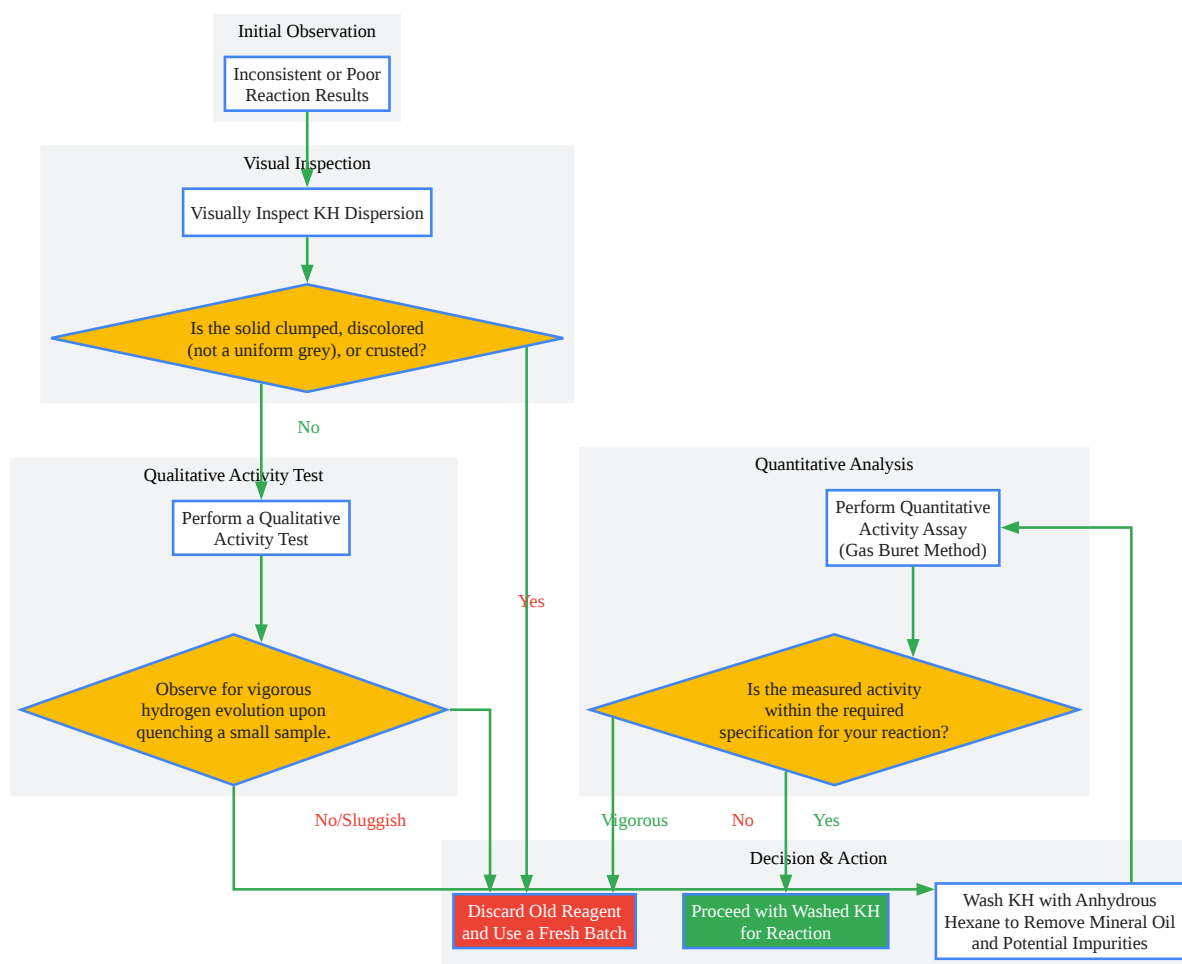 Initial Observation
Inconsistent or Poor
Reaction Results
Visual Inspection
Visually Inspect KH Dispersion
Is the solid clumped, discolored
(not a uniform grey), or crusted?
No
Qualitative Activity Test
Perform a Qualitative
Activity Test
Yes
Observe for vigorous
hydrogen evolution upon
quenching a small sample.
No/Sluggish
Quantitative Analysis
Perform Quantitative
Activity Assay
(Gas Buret Method)
Is the measured activity
within the required
specification for your reaction?
Vigorous
No
Yes
Decision & Action
Discard Old Reagent
and Use a Fresh Batch
Proceed with Washed KH
for Reaction
Wash KH with Anhydrous
Hexane to Remove Mineral Oil
and Potential Impurities